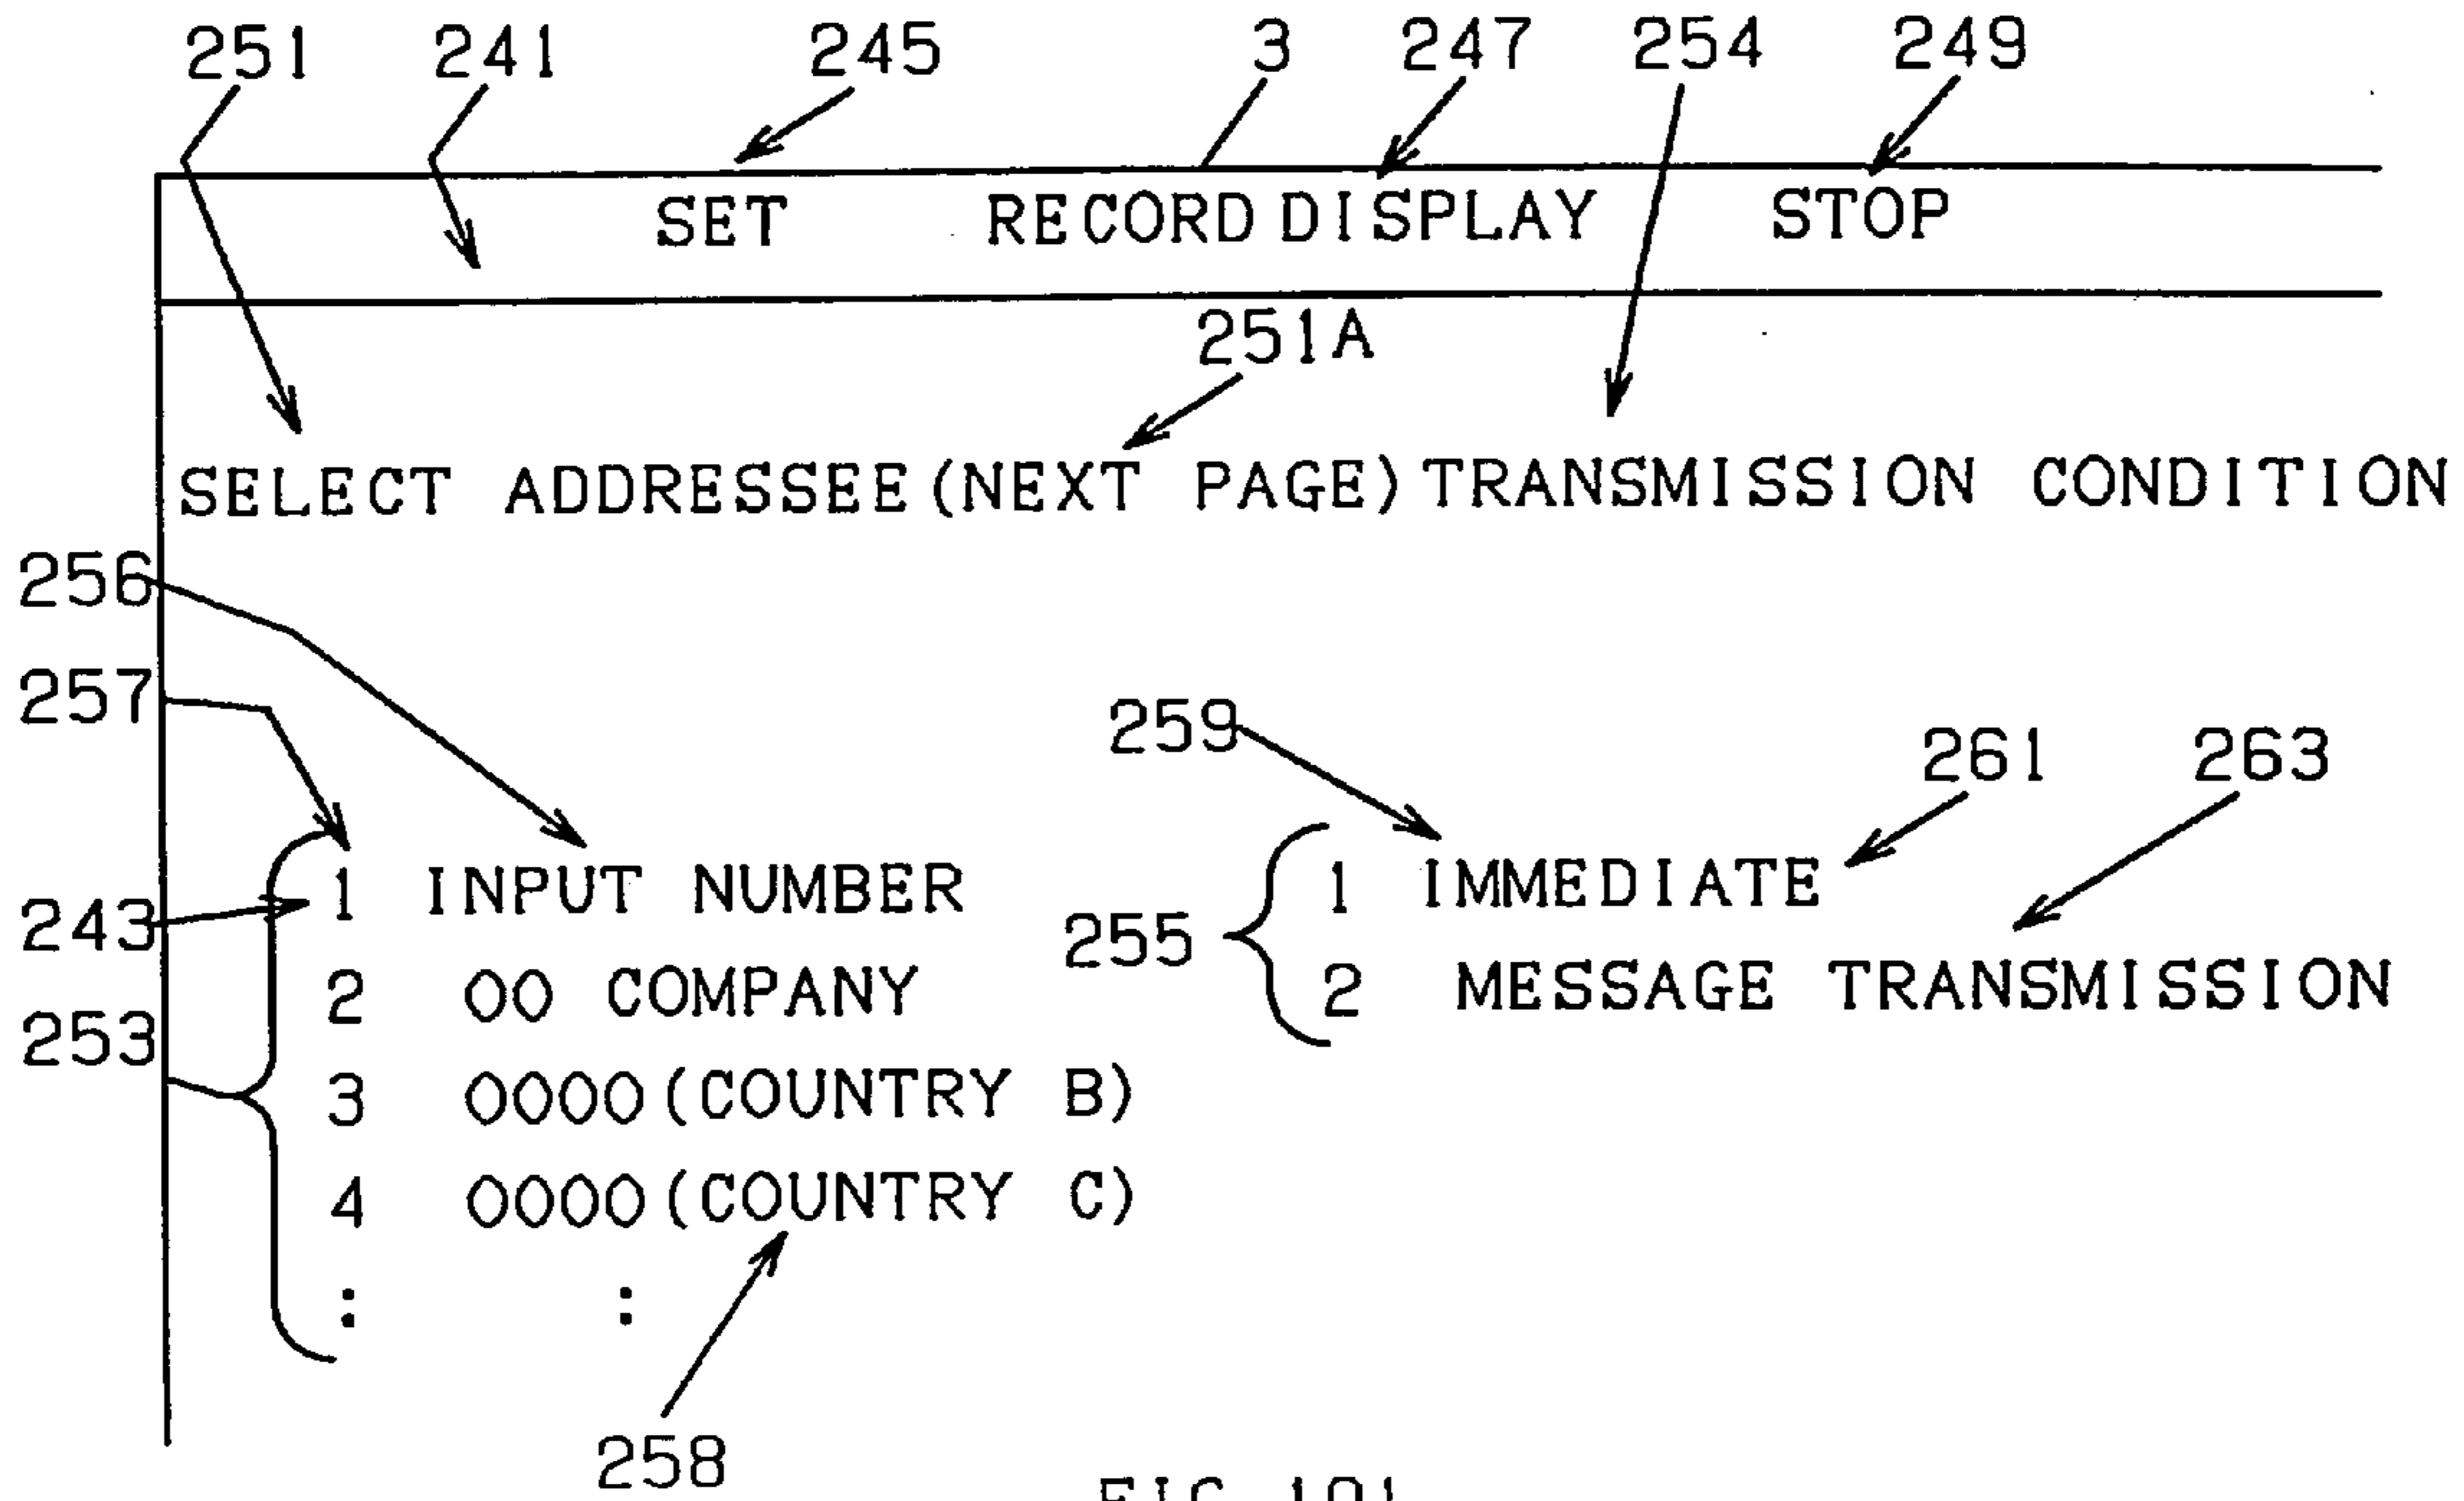 251 241 245 3 247 254 249
SET RECORD DISPLAY STOP
251A
SELECT ADDRESSEE (NEXT PAGE) TRANSMISSION CONDITION
256
257
259 261 263
1 INPUT NUMBER 1 IMMEDIATE
243 255
2 OO COMPANY 2 MESSAGE TRANSMISSION
253
3 OOOO (COUNTRY B)
4 OOOO (COUNTRY C)
: :
258